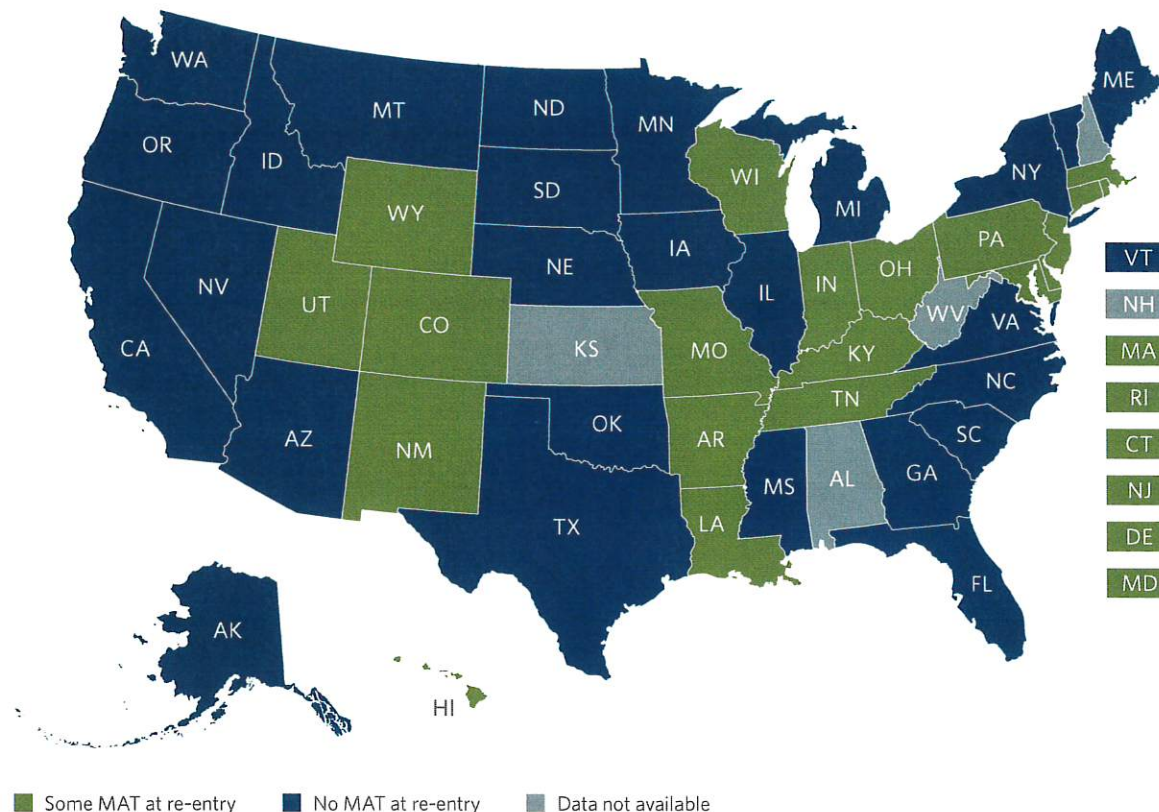 WA
ME
MT
ND
MN
OR
ID
NY
WI
SD
MI
WY
PA
IA
NE
OH
VT
NV
IL
IN
UT
NH
CO
WV
VA
CA
KS
MO
MA
KY
NC
RI
TN
OK
AZ
AR
SC
CT
NM
MS
AL
GA
NJ
TX
LA
DE
FL
MD
AK
HI
Some MAT at re-entry No MAT at re-entry Data not available